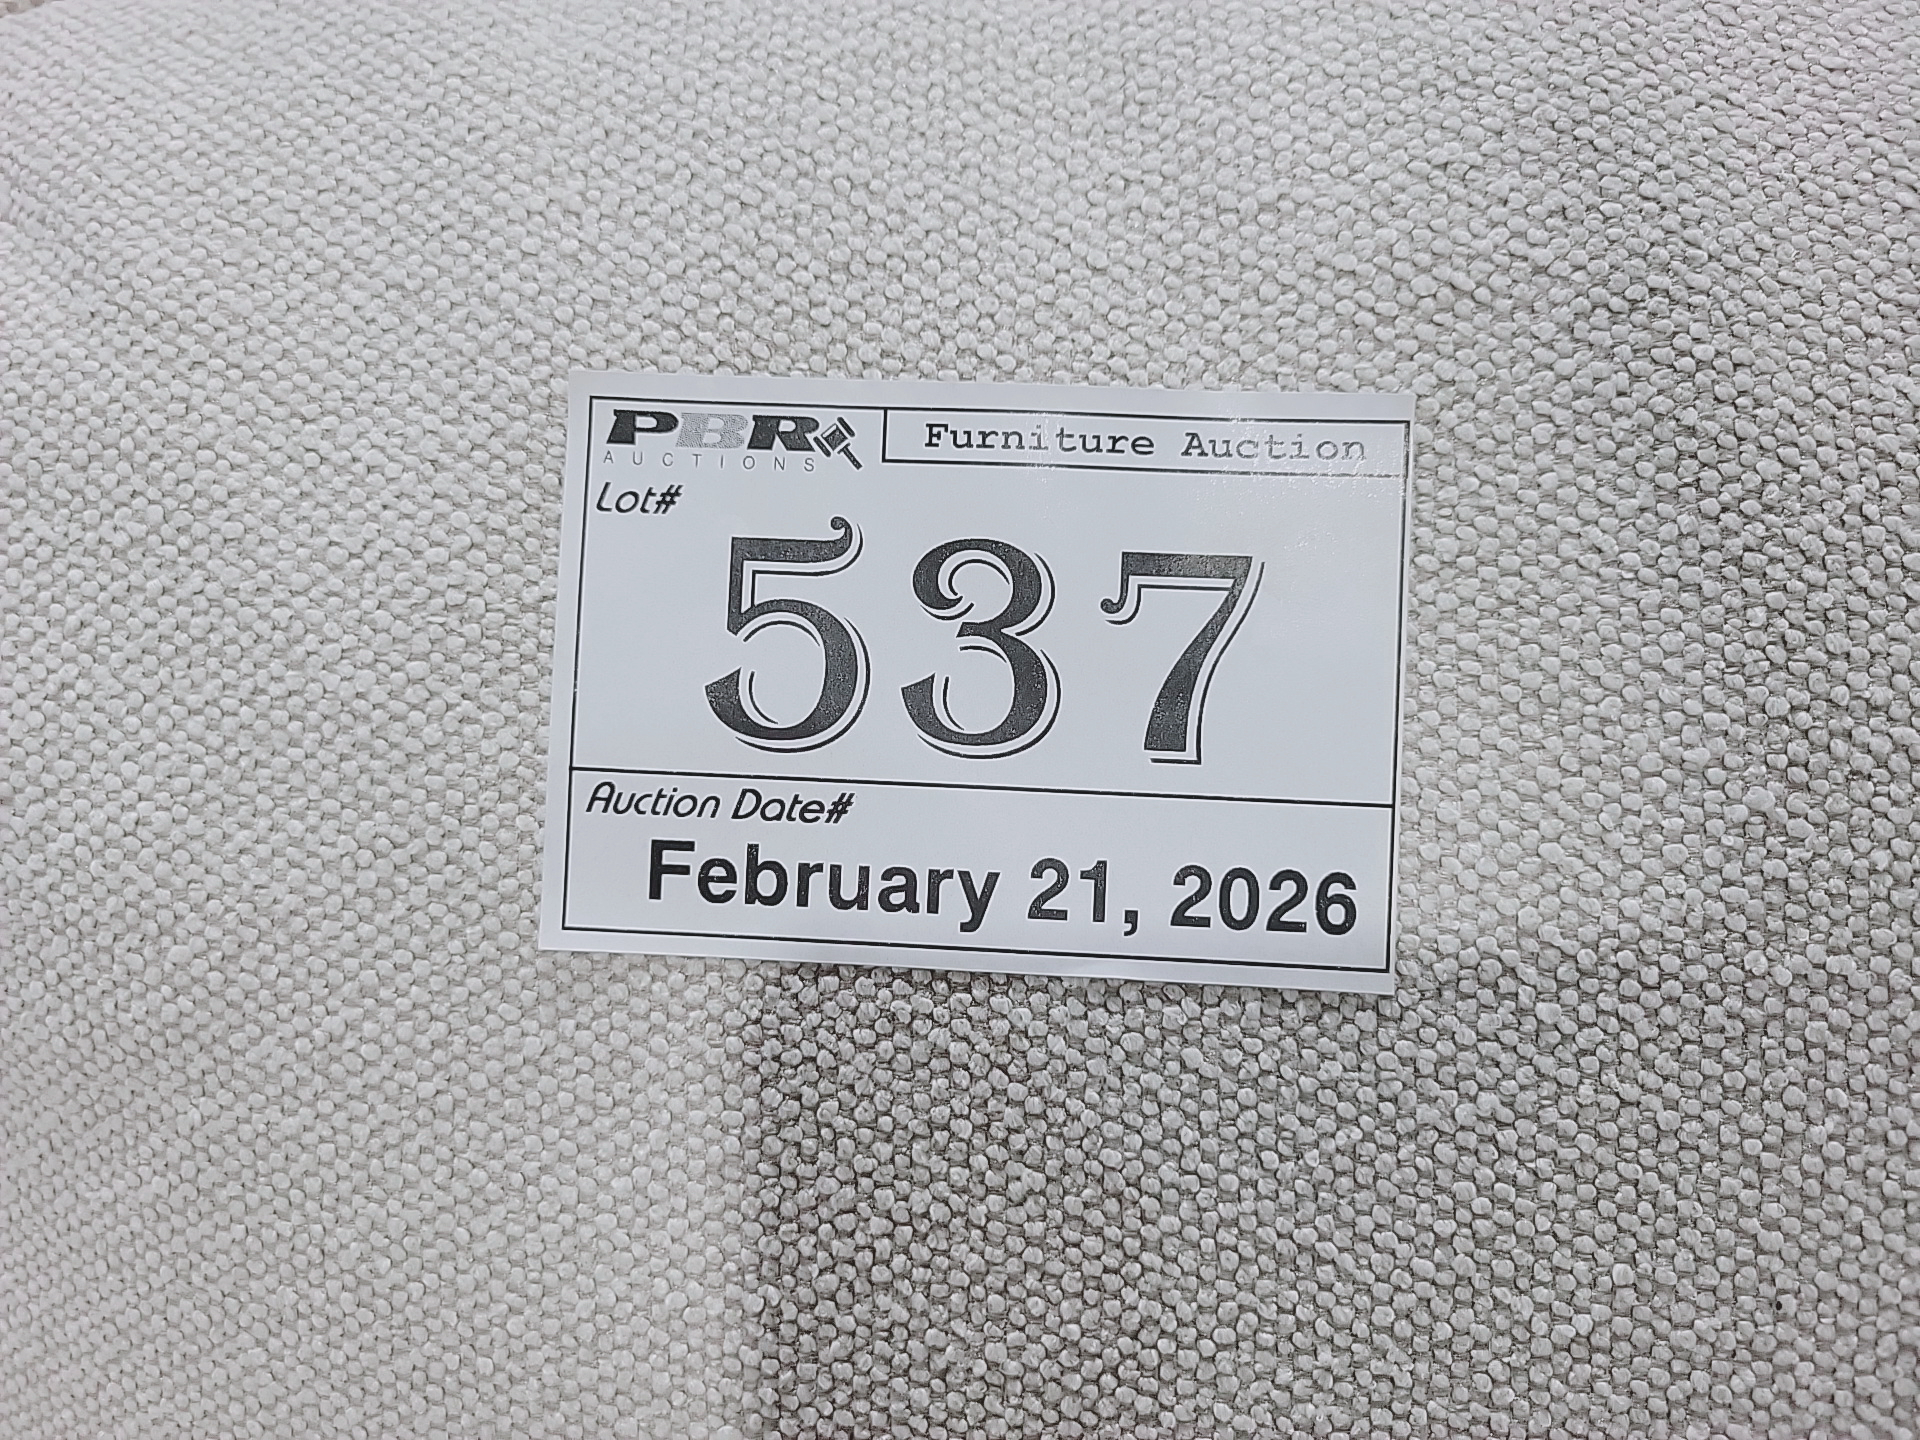 PBR
AUCTIONS
Furniture Auction
Lot#
537
Auction Date#
February 21, 2026